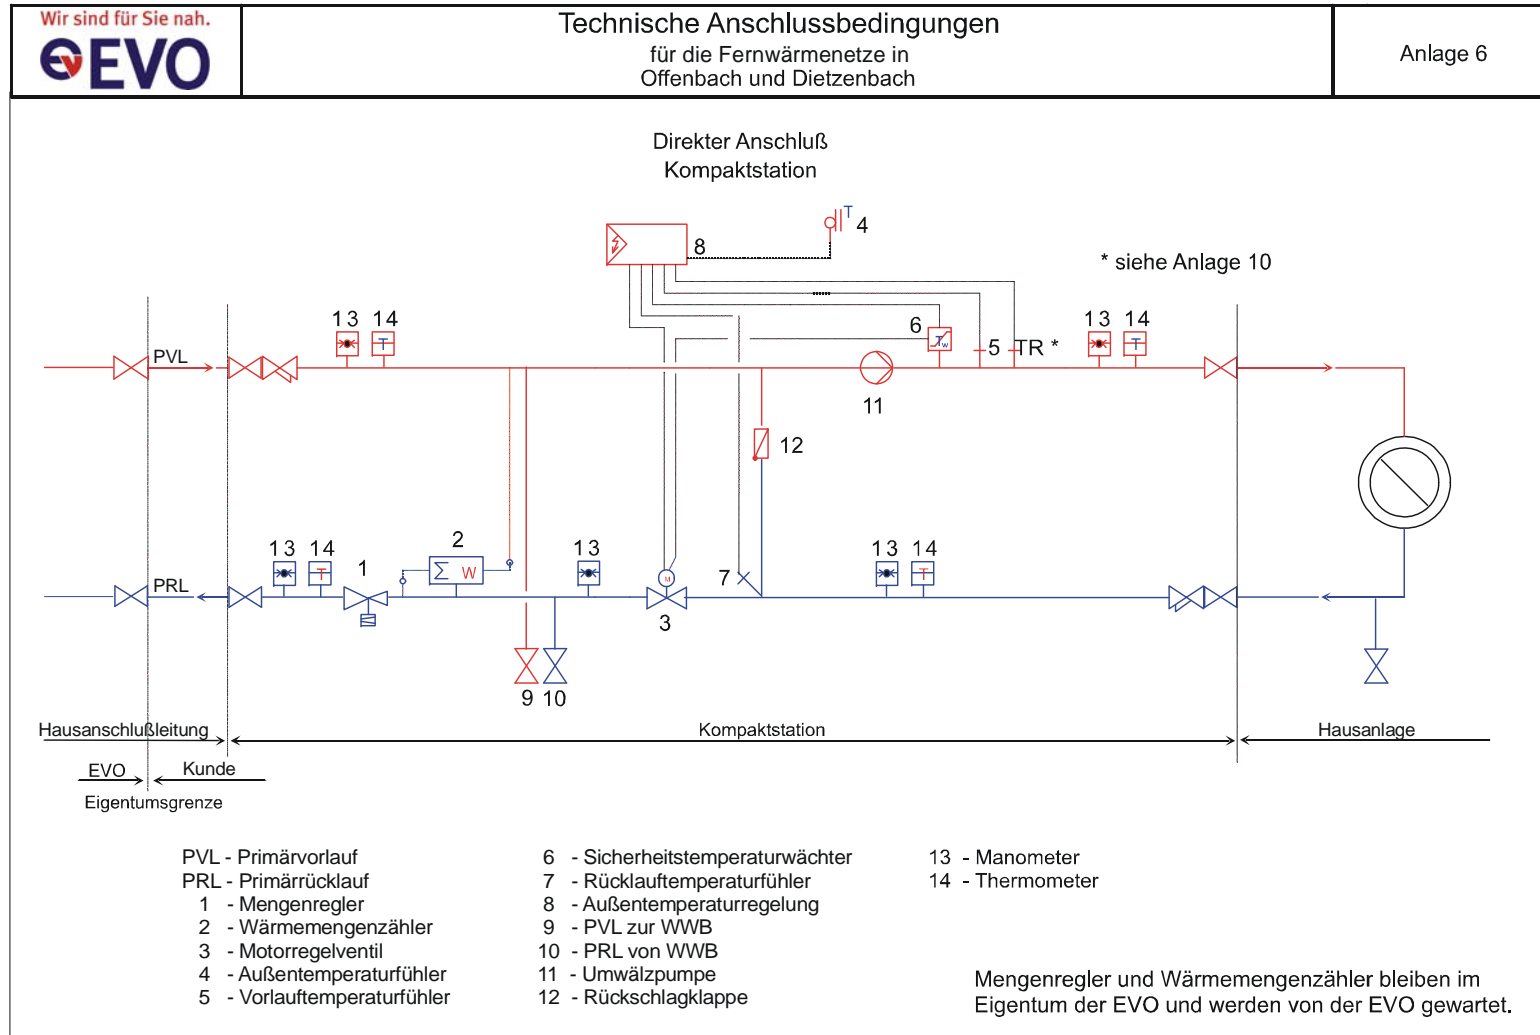 Wir sind für Sie nah.
EVO
Technische Anschlussbedingungen
für die Fernwärmenetze in
Offenbach und Dietzenbach
Anlage 6
Direkter Anschluß
Kompaktstation
T
4
8
* siehe Anlage 10
13 14
6
13 14
PVL
T
Tw
5 TR *
T
11
12
13 14
1
2
13
7
13 14
PRL
T
Σ W
M
T
3
9 10
Hausanschlußleitung
Kompaktstation
Hausanlage
EVO
Kunde
Eigentumsgrenze
PVL - Primärvorlauf
PRL - Primärrücklauf
1 - Mengenregler
2 - Wärmemengenzähler
3 - Motorregelventil
4 - Außentemperaturfühler
5 - Vorlauftemperaturfühler
6 - Sicherheitstemperaturwächter
7 - Rücklauftemperaturfühler
8 - Außentemperaturregelung
9 - PVL zur WWB
10 - PRL von WWB
11 - Umwälzpumpe
12 - Rückschlagklappe
13 - Manometer
14 - Thermometer
Mengenregler und Wärmemengenzähler bleiben im
Eigentum der EVO und werden von der EVO gewartet.